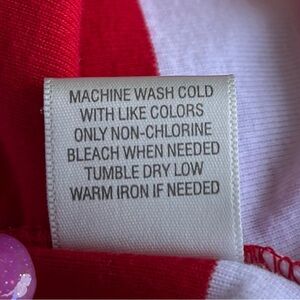 MACHINE WASH COLD
WITH LIKE COLORS
ONLY NON-CHLORINE
BLEACH WHEN NEEDED
TUMBLE DRY LOW
WARM IRON IF NEEDED